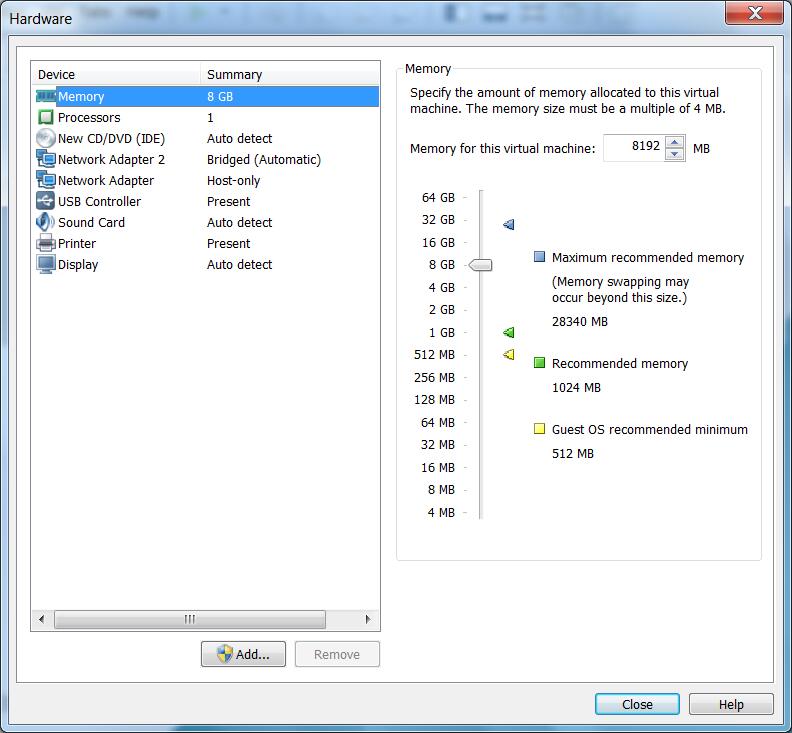 Hardware
Device Summary
Memory 8 GB
Processors 1
New CD/DVD (IDE) Auto detect
Network Adapter 2 Bridged (Automatic)
Network Adapter Host-only
USB Controller Present
Sound Card Auto detect
Printer Present
Display Auto detect
Add...
Remove
Memory
Specify the amount of memory allocated to this virtual
machine. The memory size must be a multiple of 4 MB.
Memory for this virtual machine: 8192 MB
64 GB
32 GB
16 GB
8 GB
4 GB
2 GB
1 GB
512 MB
256 MB
128 MB
64 MB
32 MB
16 MB
8 MB
4 MB
Maximum recommended memory
(Memory swapping may
occur beyond this size.)
28340 MB
Recommended memory
1024 MB
Guest OS recommended minimum
512 MB
Close
Help